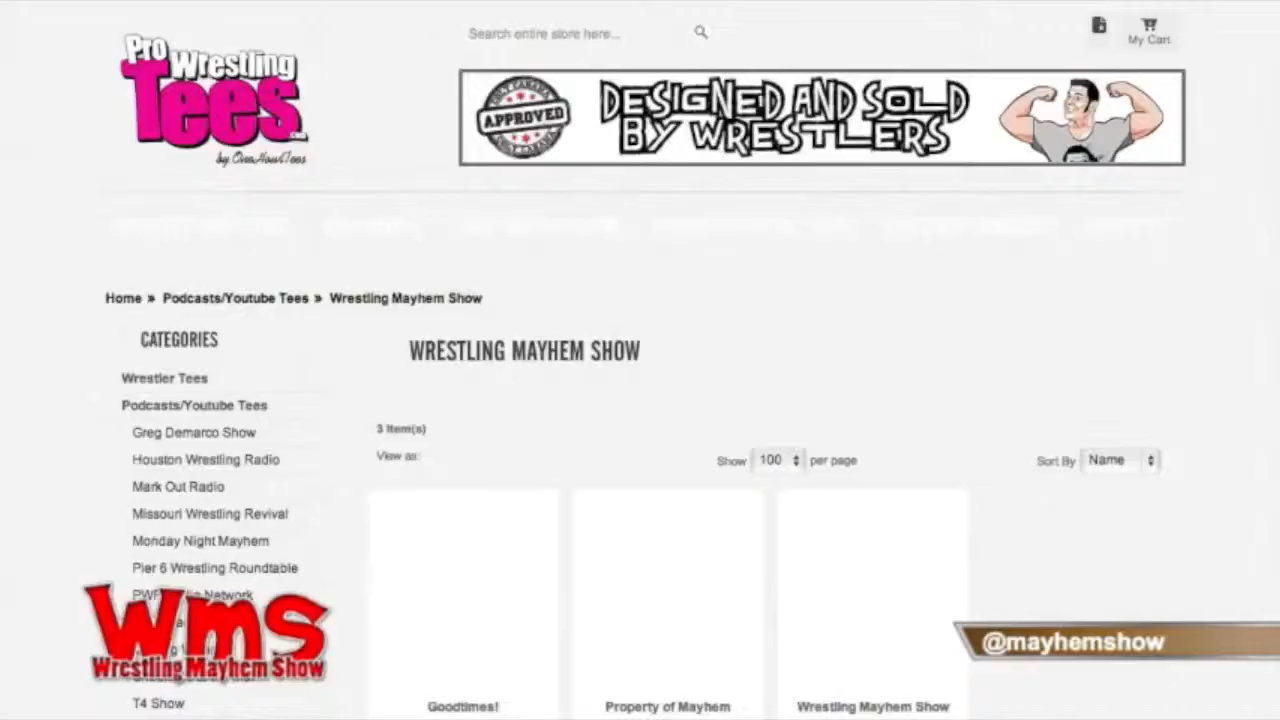 Pro
Wrestling
Tees
.com
by OneHourTees
Search entire store here...
My Cart
APPROVED
DESIGNED AND SOLD
BY WRESTLERS
Home » Podcasts/Youtube Tees » Wrestling Mayhem Show
CATEGORIES
WRESTLING MAYHEM SHOW
Wrestler Tees
Podcasts/Youtube Tees
3 Item(s)
Greg Demarco Show
View as:
Show 100 per page
Sort By Name
Houston Wrestling Radio
Mark Out Radio
Missouri Wrestling Revival
Monday Night Mayhem
Pier 6 Wrestling Roundtable
Network
wms
Wrestling Mayhem Show
@mayhemshow
T4 Show
Goodtimes!
Property of Mayhem
Wrestling Mayhem Show